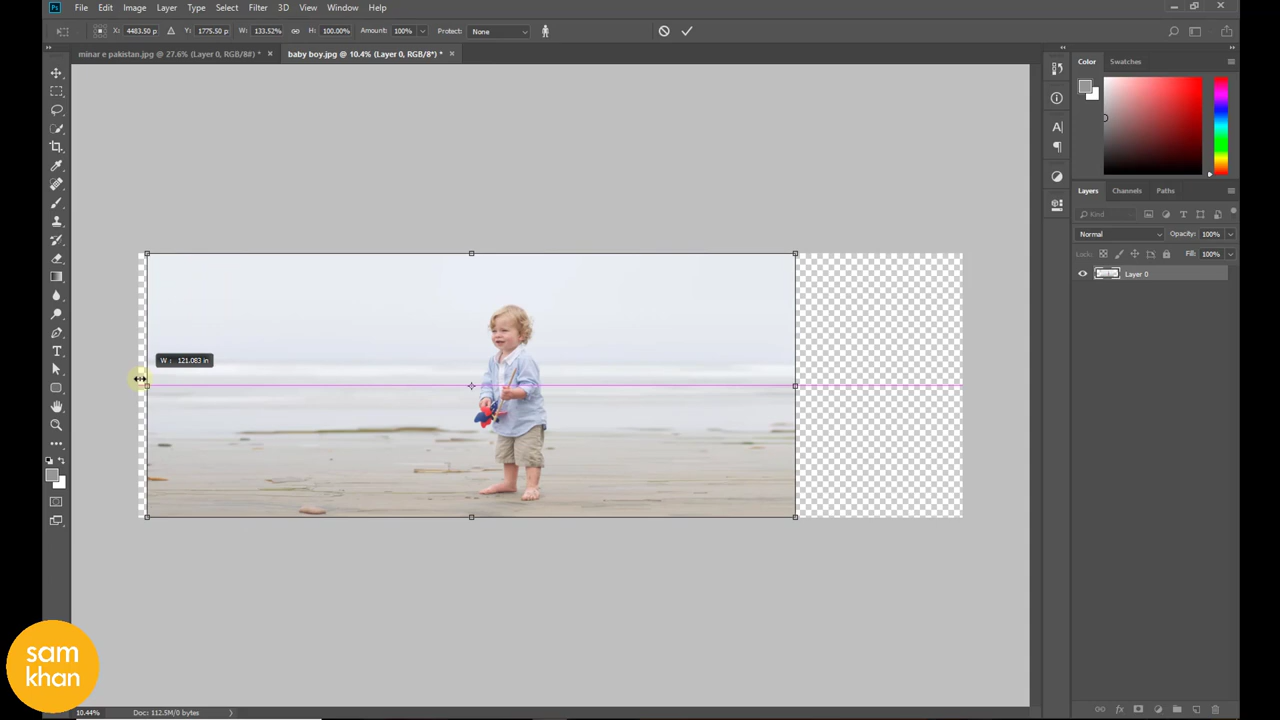 Ps File Edit Image Layer Type Select Filter 3D View Window Help
X: 4483.50 p Y: 1775.50 p W: 133.52% H: 100.00% Amount: 100% Protect: None
minar e pakistan.jpg @ 27.6% (Layer 0, RGB/8#) * × baby boy.jpg @ 10.4% (Layer 0, RGB/8*) * ×
Color Swatches
W : 121.083 in
Layers Channels Paths
Kind
Normal Opacity: 100%
Lock: Fill: 100%
Layer 0
sam
khan
10.44% Doc: 112.5M/0 bytes